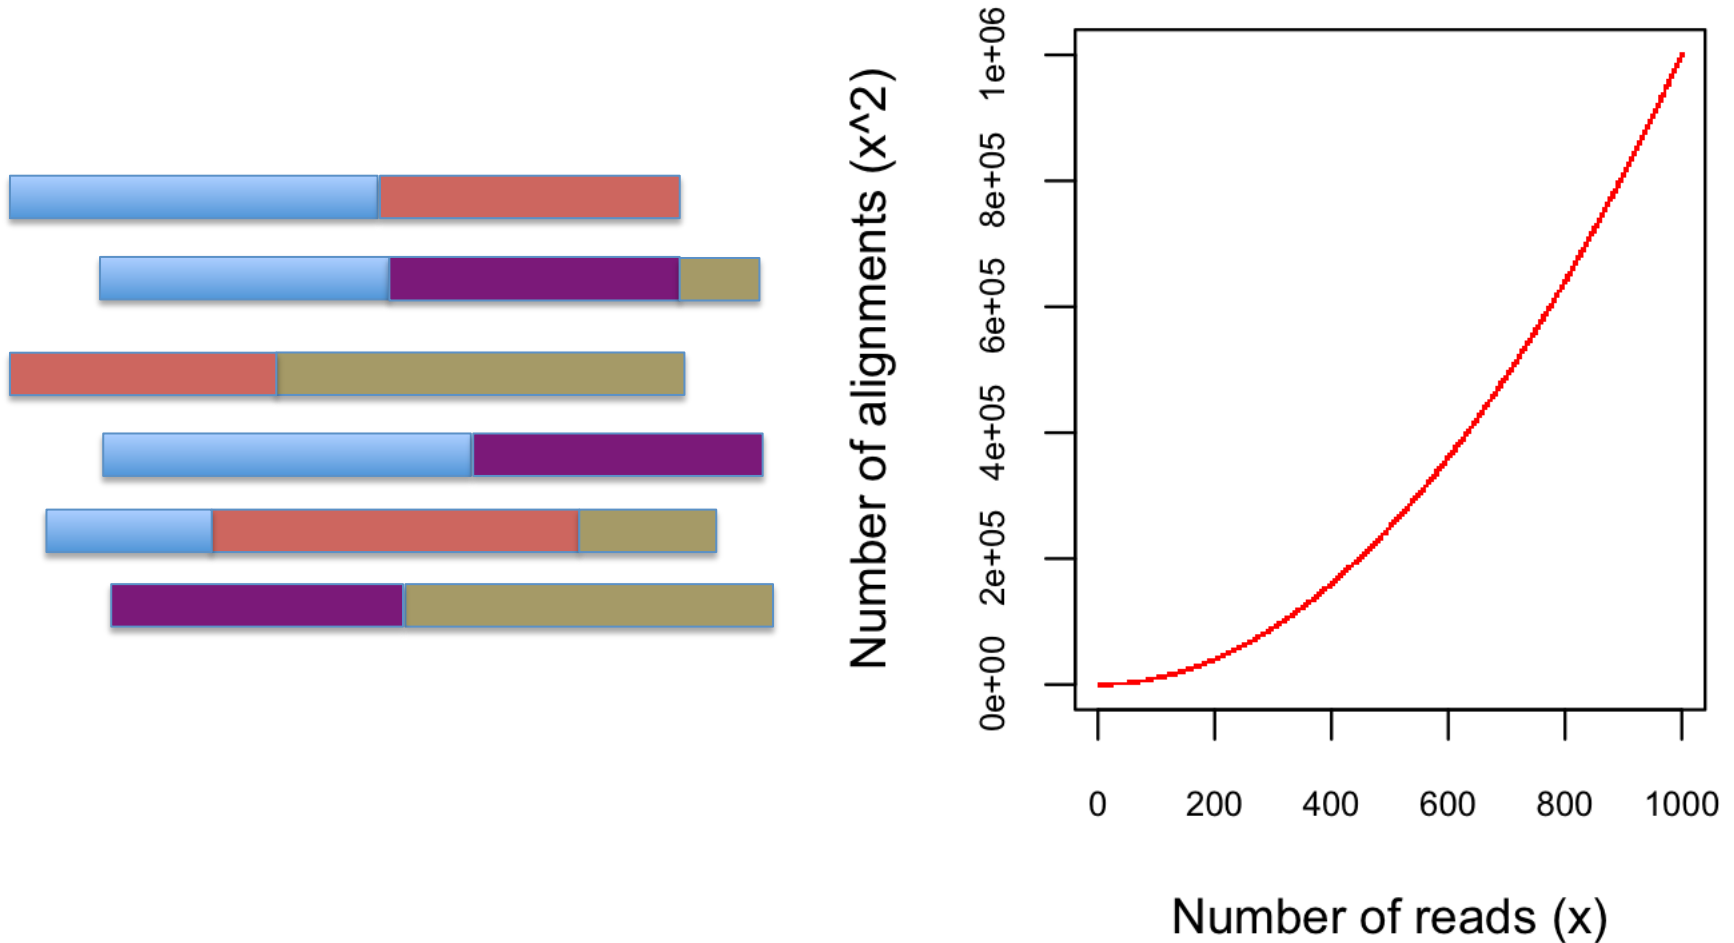 Number of alignments (x^2)
1e+06
8e+05
6e+05
4e+05
2e+05
0e+00
0 200 400 600 800 1000
Number of reads (x)